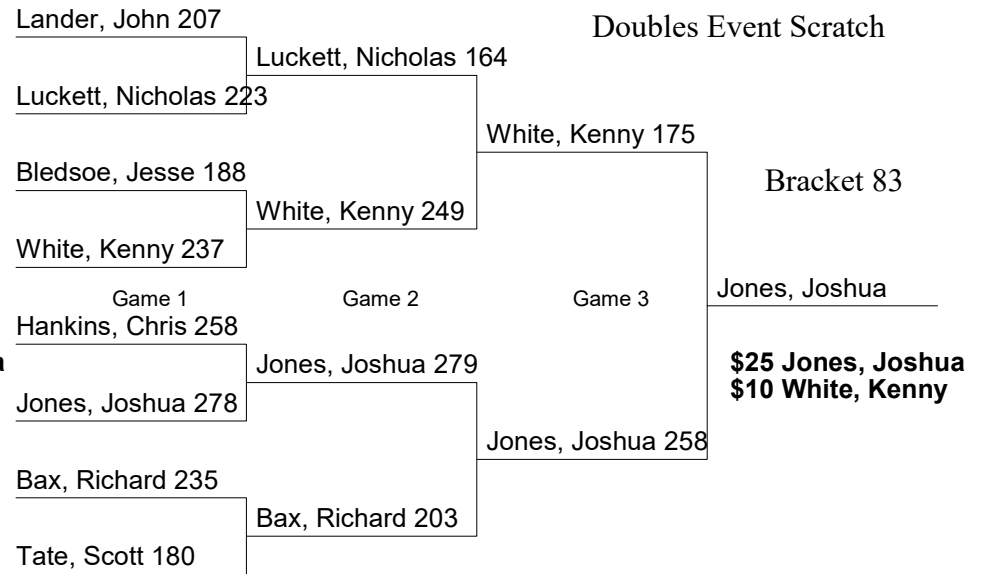 Lander, John 207
Doubles Event Scratch
Luckett, Nicholas 164
Luckett, Nicholas 223
White, Kenny 175
Bledsoe, Jesse 188
Bracket 83
White, Kenny 249
White, Kenny 237
Game 1
Game 2
Game 3
Jones, Joshua
Hankins, Chris 258
Jones, Joshua 279
a
$25 Jones, Joshua
$10 White, Kenny
Jones, Joshua 278
Jones, Joshua 258
Bax, Richard 235
Bax, Richard 203
Tate, Scott 180